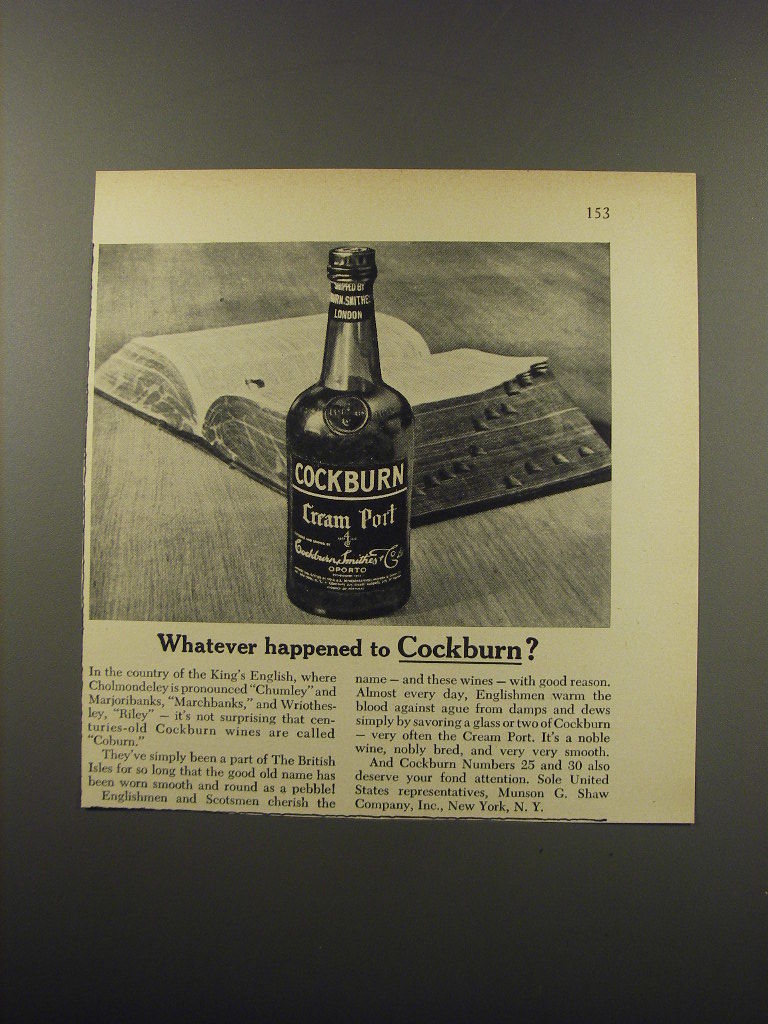 153
SHIPPED BY
LONDON
COCKBURN
Cream Port
Cockburn Smithes & Co
OPORTO
Whatever happened to Cockburn?
In the country of the King's English, where
Cholmondeley is pronounced "Chumley" and
Marjoribanks, "Marchbanks," and Wriothes-
ley, "Riley" — it's not surprising that cen-
turies-old Cockburn wines are called
"Coburn."
They've simply been a part of The British
Isles for so long that the good old name has
been worn smooth and round as a pebble!
Englishmen and Scotsmen cherish the
name — and these wines — with good reason.
Almost every day, Englishmen warm the
blood against ague from damps and dews
simply by savoring a glass or two of Cockburn
— very often the Cream Port. It's a noble
wine, nobly bred, and very very smooth.
And Cockburn Numbers 25 and 30 also
deserve your fond attention. Sole United
States representatives, Munson G. Shaw
Company, Inc., New York, N. Y.